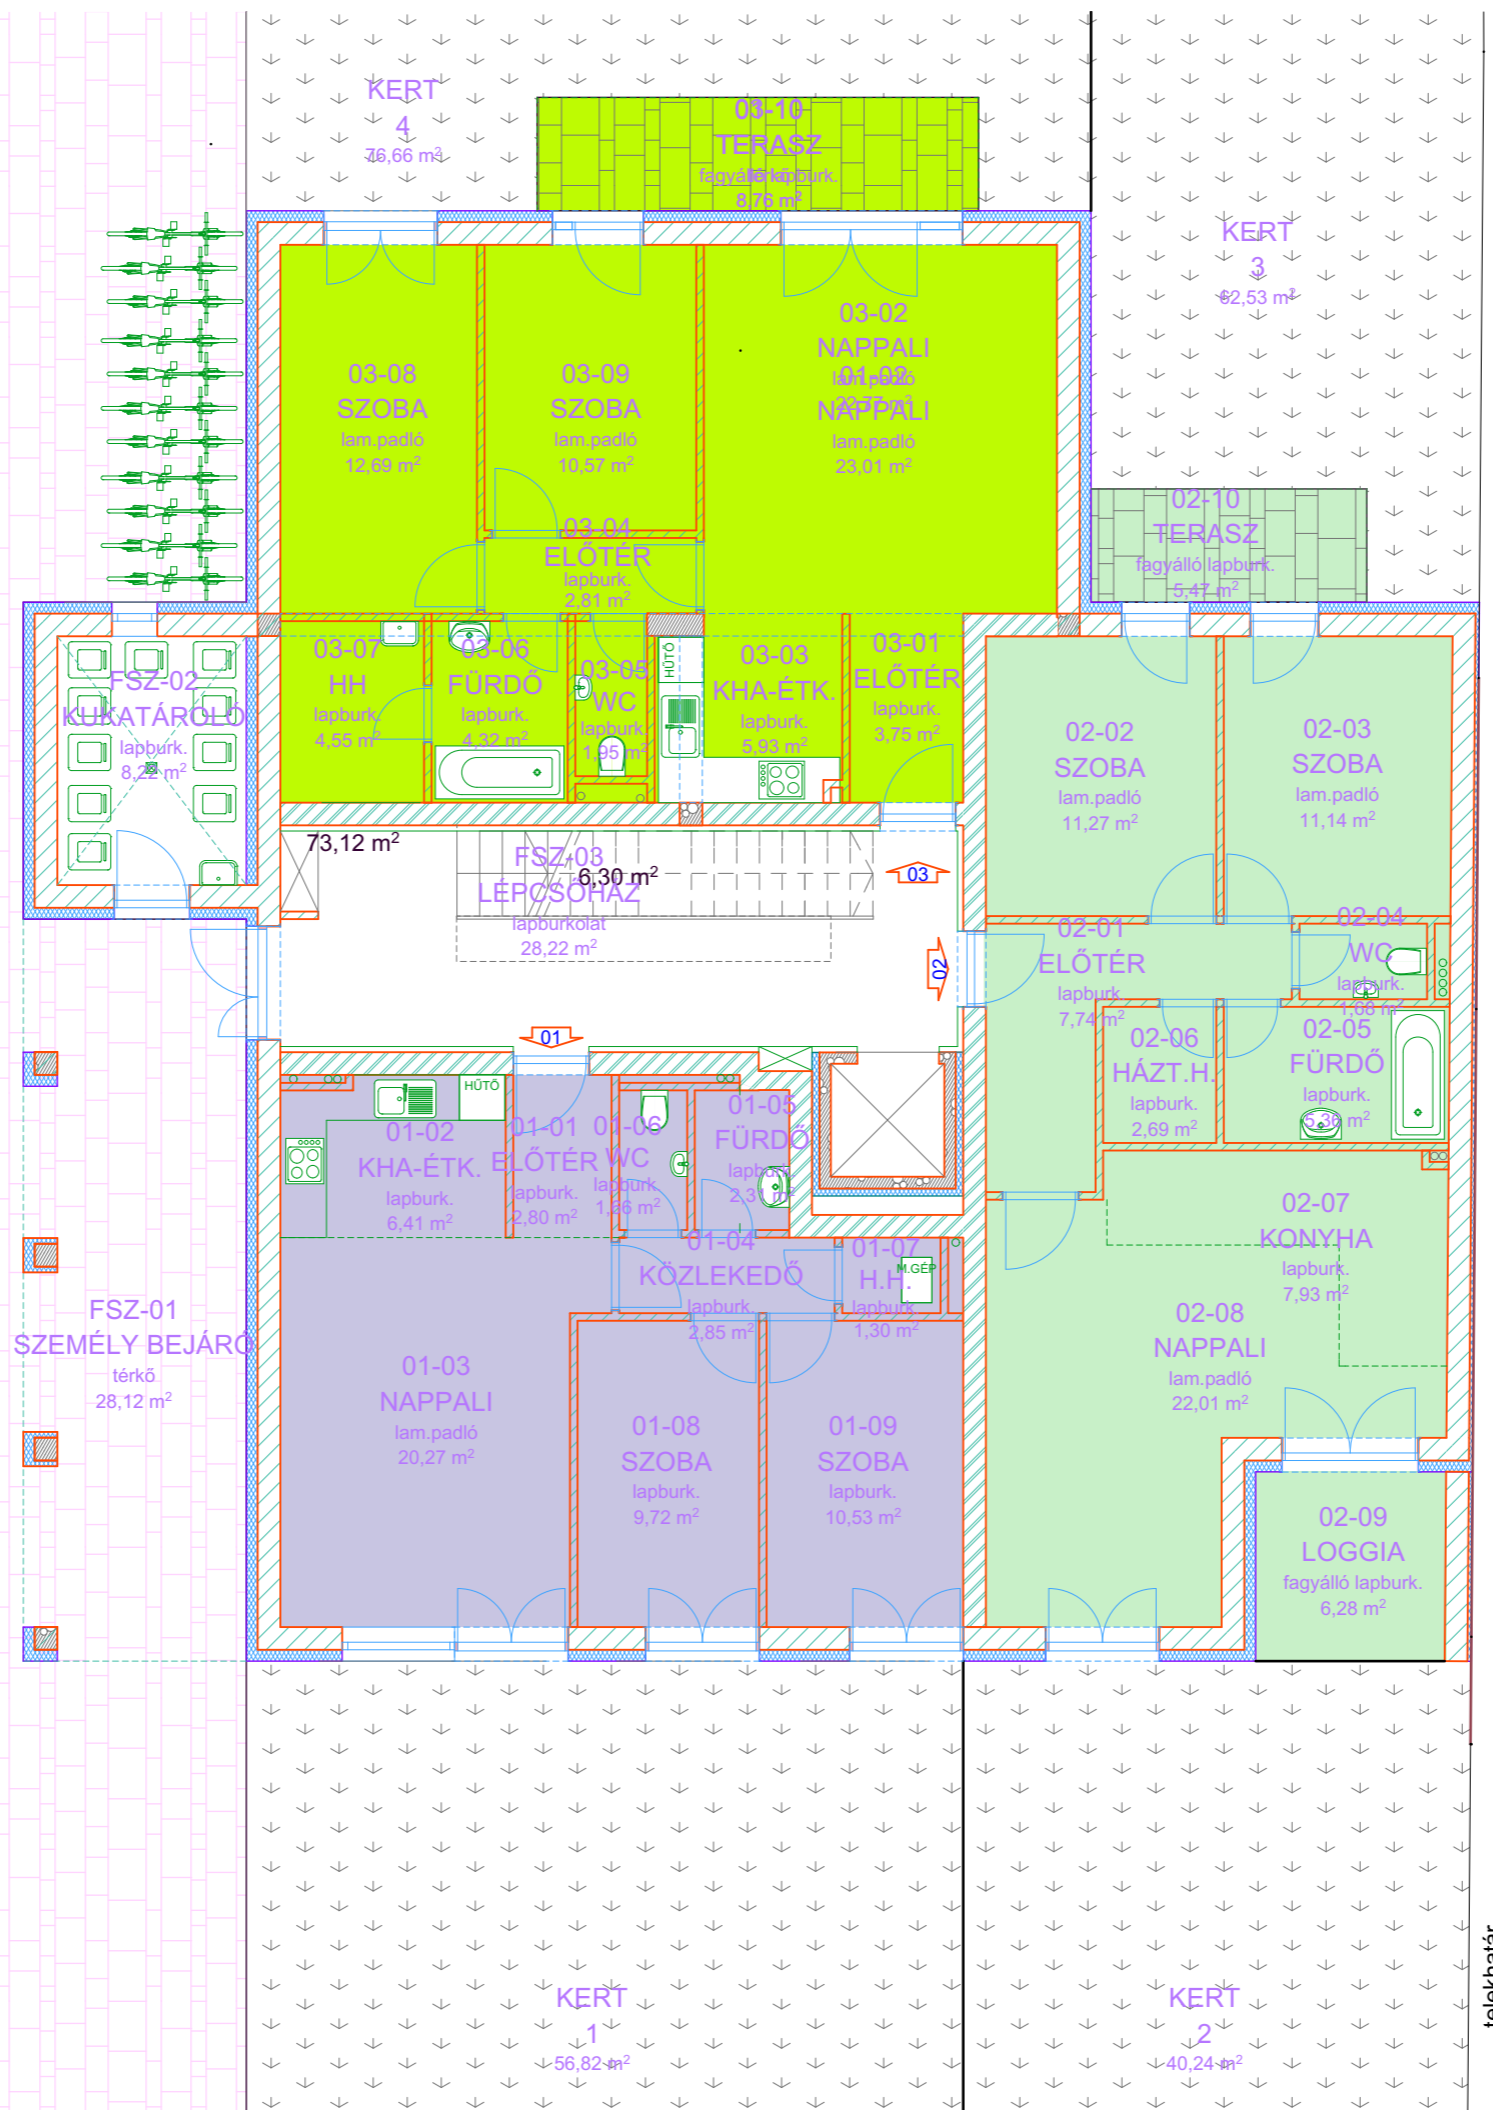 KERT
4
76,66 m²
03-10
TERASZ
8,76 m²
KERT
3
62,53 m²
03-02
NAPPALI
lam.padló
22,77 m²
01-02
NAPPALI
lam.padló
23,01 m²
03-08
SZOBA
lam.padló
12,69 m²
03-09
SZOBA
lam.padló
10,57 m²
03-04
ELŐTÉR
lapburk.
2,81 m²
02-10
TERASZ
fagyálló lapburk.
5,47 m²
FSZ-02
KUKATÁROLÓ
lapburk.
8,22 m²
03-07
HH
lapburk.
4,55 m²
03-06
FÜRDŐ
lapburk.
4,32 m²
03-05
WC
lapburk.
1,95 m²
HŰTŐ
03-03
KHA-ÉTK.
lapburk.
5,93 m²
03-01
ELŐTÉR
lapburk.
3,75 m²
02-02
SZOBA
lam.padló
11,27 m²
02-03
SZOBA
lam.padló
11,14 m²
73,12 m²
FSZ-03
6,30 m²
LÉPCSŐHÁZ
lapburkolat
28,22 m²
03
02
01
02-01
ELŐTÉR
lapburk.
7,74 m²
02-04
WC
lapburk.
1,68 m²
02-06
HÁZT.H.
lapburk.
2,69 m²
02-05
FÜRDŐ
lapburk.
5,36 m²
HŰTŐ
01-02
KHA-ÉTK.
lapburk.
6,41 m²
01-01
ELŐTÉR
lapburk.
2,80 m²
01-06
WC
lapburk.
01-05
FÜRDŐ
lapburk.
2,31 m²
01-04
KÖZLEKEDŐ
lapburk.
2,85 m²
01-07
H.H.
M.GÉP
lapburk.
1,30 m²
02-07
KONYHA
lapburk.
7,93 m²
02-08
NAPPALI
lam.padló
22,01 m²
FSZ-01
SZEMÉLY BEJÁRÓ
térkő
28,12 m²
01-03
NAPPALI
lam.padló
20,27 m²
01-08
SZOBA
lapburk.
9,72 m²
01-09
SZOBA
lapburk.
10,53 m²
02-09
LOGGIA
fagyálló lapburk.
6,28 m²
KERT
1
56,82 m²
KERT
2
40,24 m²
telekhatár